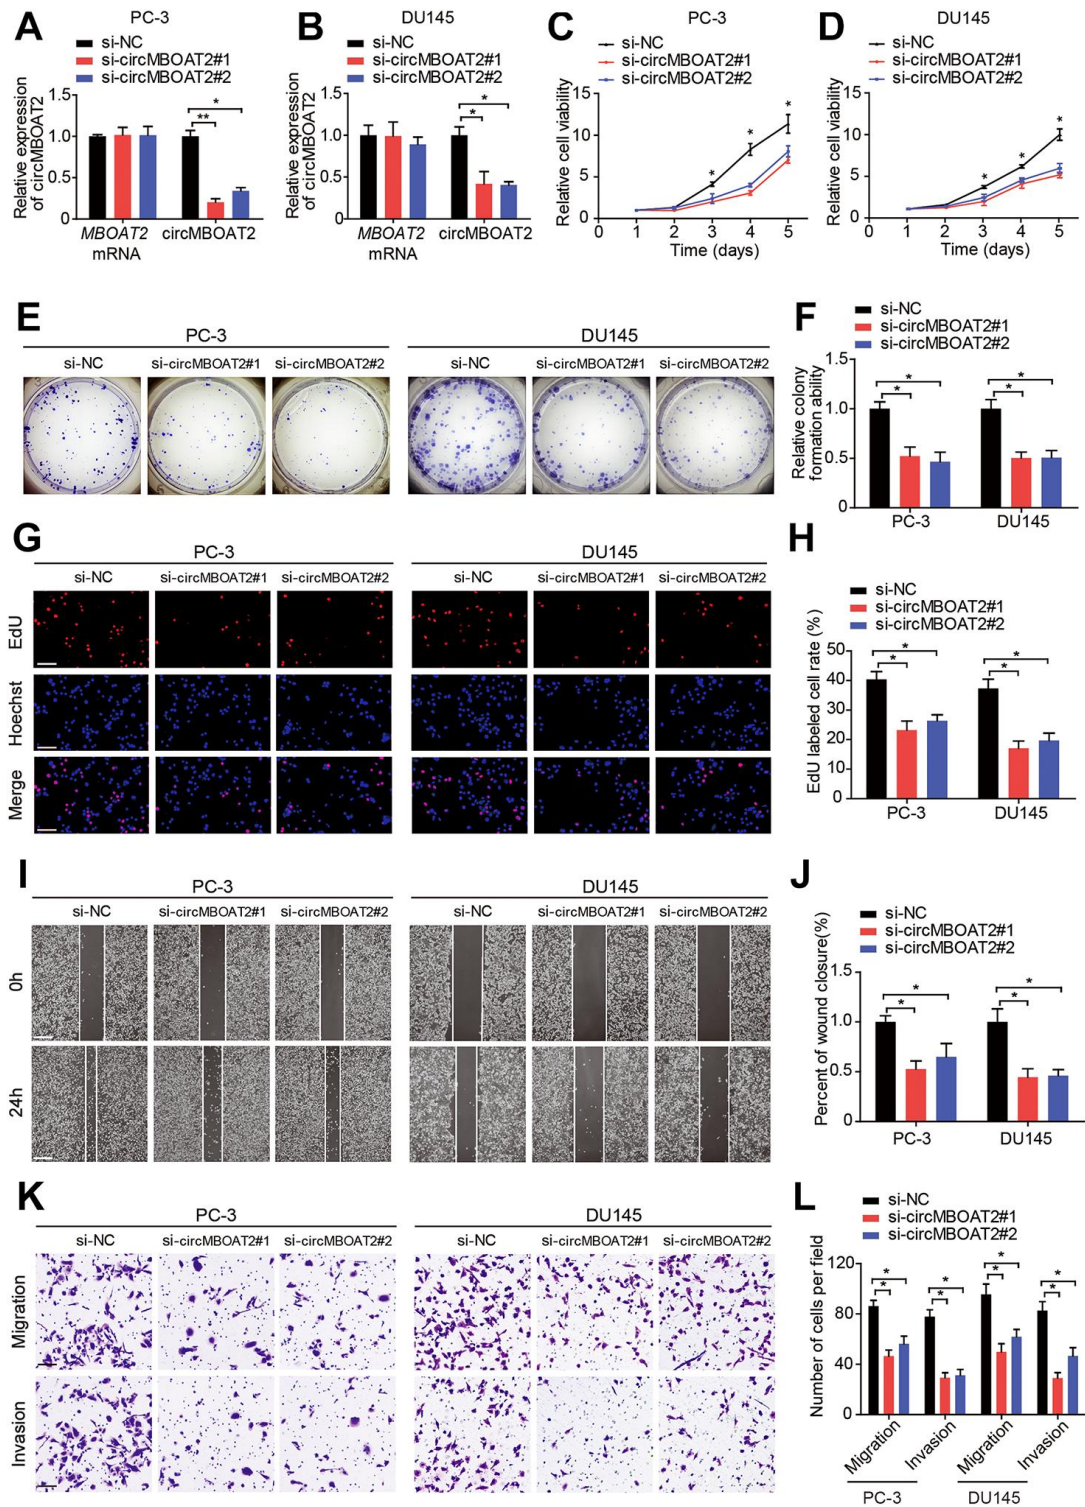 A
PC-3
si-NC
si-circMBOAT2#1
si-circMBOAT2#2
Relative expression
of circMBOAT2
1.5
1.0
0.5
0
**
*
MBOAT2
mRNA
circMBOAT2
B
DU145
si-NC
si-circMBOAT2#1
si-circMBOAT2#2
Relative expression
of circMBOAT2
1.5
1.0
0.5
0
*
*
MBOAT2
mRNA
circMBOAT2
C
PC-3
si-NC
si-circMBOAT2#1
si-circMBOAT2#2
Relative cell viability
15
10
5
0
*
*
*
0 1 2 3 4 5
Time (days)
D
DU145
si-NC
si-circMBOAT2#1
si-circMBOAT2#2
Relative cell viability
15
10
5
0
*
*
*
0 1 2 3 4 5
Time (days)
E
PC-3
DU145
si-NC si-circMBOAT2#1 si-circMBOAT2#2 si-NC si-circMBOAT2#1 si-circMBOAT2#2
F
si-NC
si-circMBOAT2#1
si-circMBOAT2#2
Relative colony
formation ability
1.5
1.0
0.5
0
*
*
*
*
PC-3 DU145
G
PC-3
DU145
si-NC si-circMBOAT2#1 si-circMBOAT2#2 si-NC si-circMBOAT2#1 si-circMBOAT2#2
EdU
Hoechst
Merge
H
si-NC
si-circMBOAT2#1
si-circMBOAT2#2
EdU labeled cell rate (%)
50
40
30
20
10
0
*
*
*
*
PC-3 DU145
I
PC-3
DU145
si-NC si-circMBOAT2#1 si-circMBOAT2#2 si-NC si-circMBOAT2#1 si-circMBOAT2#2
0h
24h
J
si-NC
si-circMBOAT2#1
si-circMBOAT2#2
Percent of wound closure(%)
1.5
1.0
0.5
0
*
*
*
*
PC-3 DU145
K
PC-3
DU145
si-NC si-circMBOAT2#1 si-circMBOAT2#2 si-NC si-circMBOAT2#1 si-circMBOAT2#2
Migration
Invasion
L
si-NC
si-circMBOAT2#1
si-circMBOAT2#2
Number of cells per field
120
80
40
0
*
*
*
*
*
*
*
*
Migration Invasion Migration Invasion
PC-3 DU145